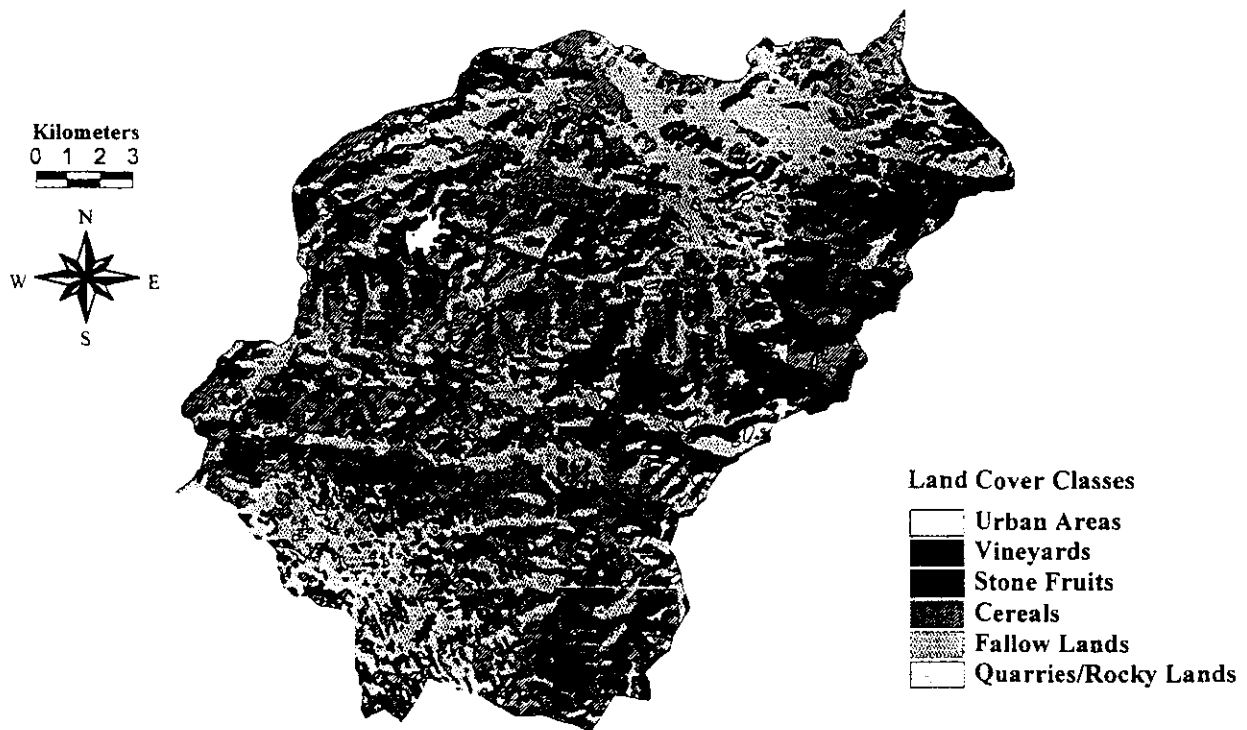 Kilometers
0 1 2 3
N
W E
S
Land Cover Classes
Urban Areas
Vineyards
Stone Fruits
Cereals
Fallow Lands
Quarries/Rocky Lands